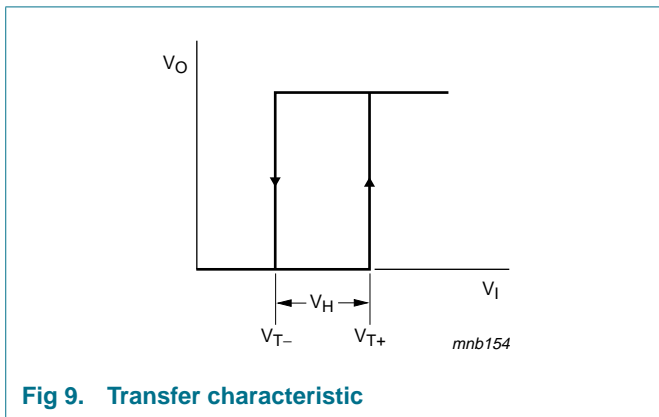 VO
VI
VH
VT− VT+
mnb154
Fig 9. Transfer characteristic